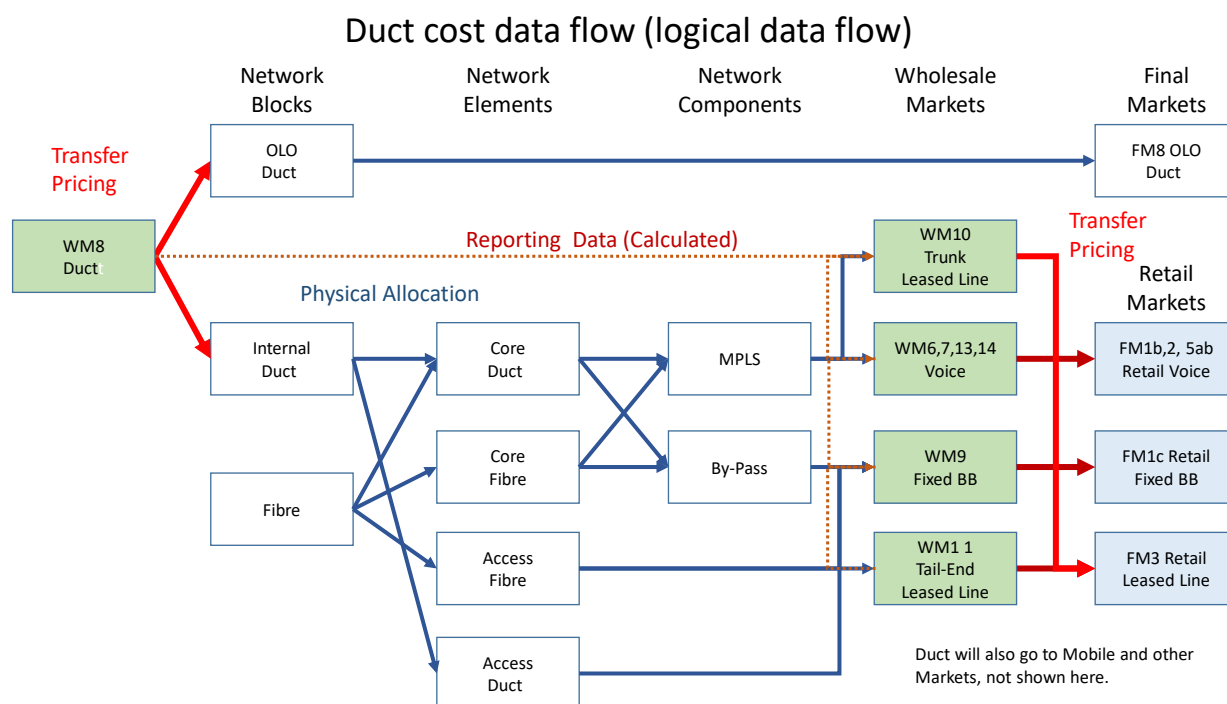 Duct cost data flow (logical data flow)
Network
Blocks
Network
Elements
Network
Components
Wholesale
Markets
Final
Markets
Transfer
Pricing
OLO
Duct
FM8 OLO
Duct
WM8
Ductt
Reporting Data (Calculated)
WM10
Trunk
Leased Line
Transfer
Pricing
Physical Allocation
Retail
Markets
Internal
Duct
Core
Duct
MPLS
WM6,7,13,14
Voice
FM1b,2, 5ab
Retail Voice
Fibre
Core
Fibre
By-Pass
WM9
Fixed BB
FM1c Retail
Fixed BB
Access
Fibre
WM1 1
Tail-End
Leased Line
FM3 Retail
Leased Line
Access
Duct
Duct will also go to Mobile and other
Markets, not shown here.